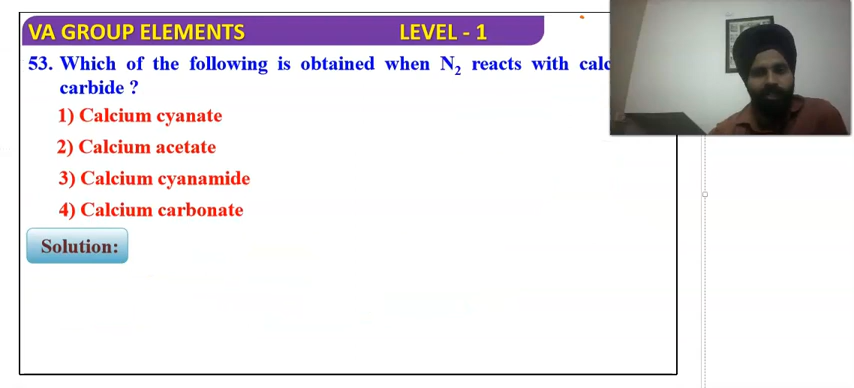 VA GROUP ELEMENTS LEVEL - 1
53. Which of the following is obtained when N₂ reacts with calc
carbide ?
1) Calcium cyanate
2) Calcium acetate
3) Calcium cyanamide
4) Calcium carbonate
Solution: